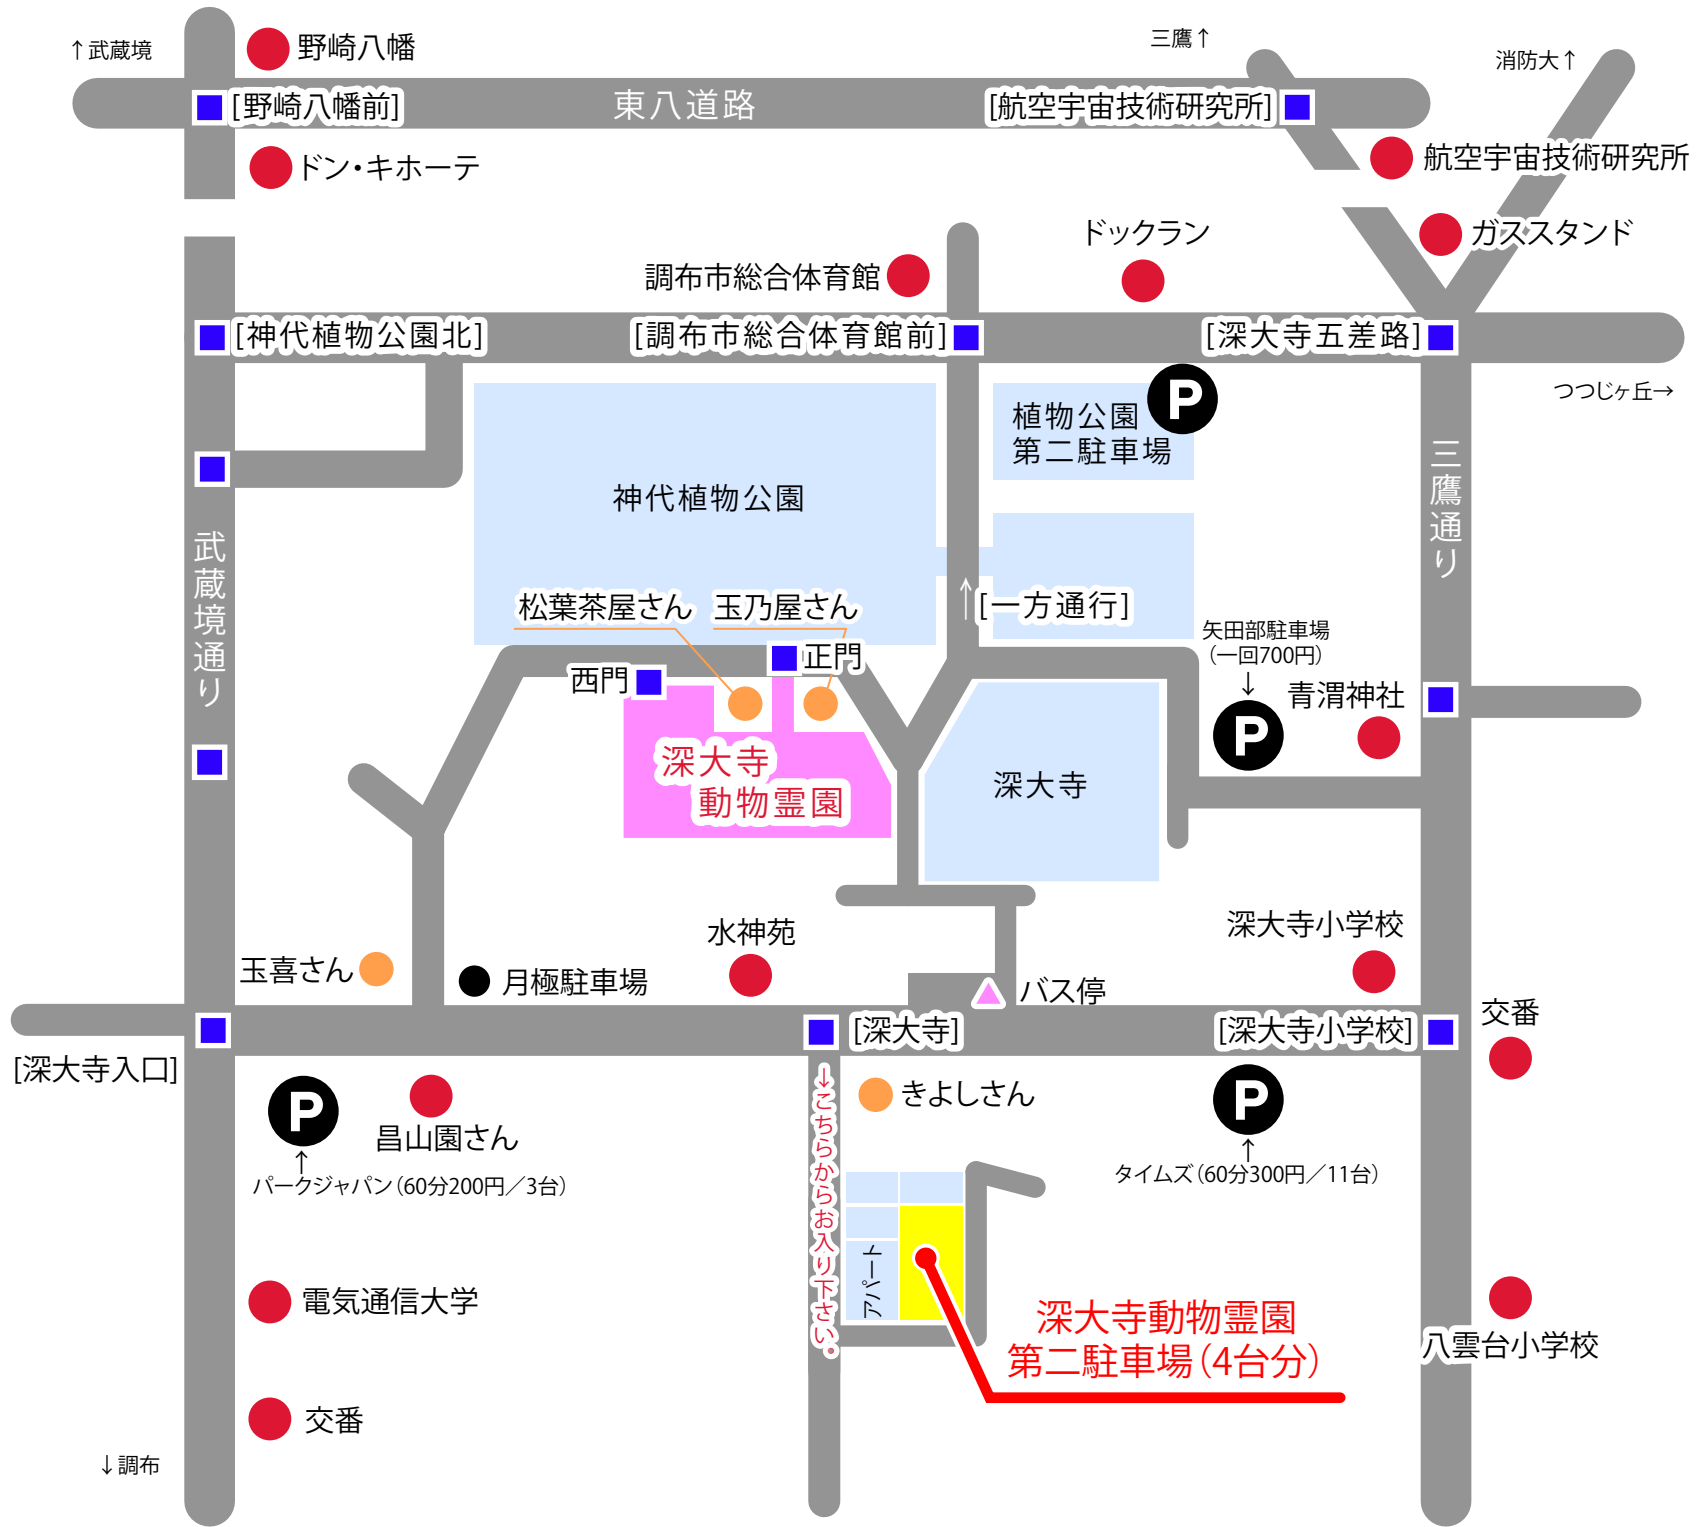 ↑武蔵境
野崎八幡
三鷹↑
消防大↑
[野崎八幡前]
東八道路
[航空宇宙技術研究所]
ドン・キホーテ
航空宇宙技術研究所
ガススタンド
ドックラン
調布市総合体育館
[神代植物公園北]
[調布市総合体育館前]
[深大寺五差路]
つつじヶ丘→
P
植物公園
第二駐車場
神代植物公園
三鷹通り
武蔵境通り
松葉茶屋さん
玉乃屋さん
↑
[一方通行]
矢田部駐車場
（一回700円）
↓
P
正門
西門
青渭神社
深大寺
動物霊園
深大寺
水神苑
深大寺小学校
玉喜さん
月極駐車場
バス停
交番
[深大寺入口]
[深大寺]
[深大寺小学校]
P
↑
パークジャパン（60分200円／3台）
昌山園さん
←こちらからお入り下さい。
きよしさん
P
↑
タイムズ（60分300円／11台）
アパート
電気通信大学
深大寺動物霊園
第二駐車場（4台分）
八雲台小学校
交番
↓調布